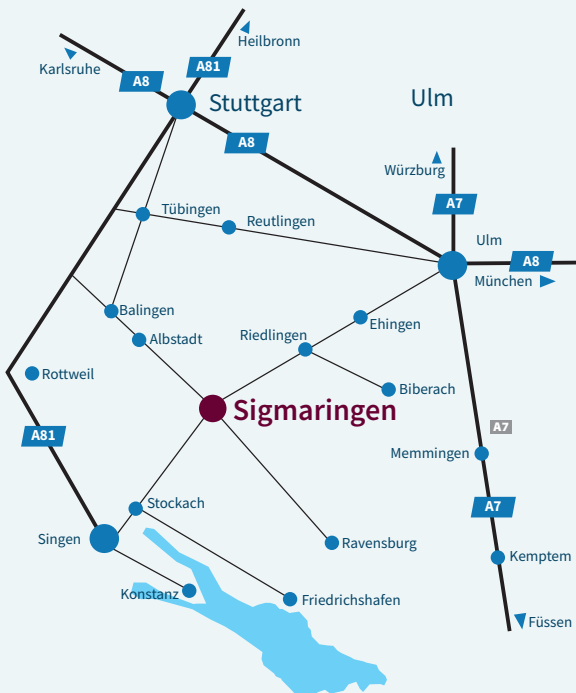 Heilbronn
Karlsruhe
A81
A8
Stuttgart
Ulm
A8
Würzburg
A7
Tübingen
Reutlingen
Ulm
A8
München
Balingen
Ehingen
Albstadt
Riedlingen
Rottweil
Biberach
Sigmaringen
A7
A81
Memmingen
Stockach
A7
Singen
Ravensburg
Kemptem
Konstanz
Friedrichshafen
Füssen